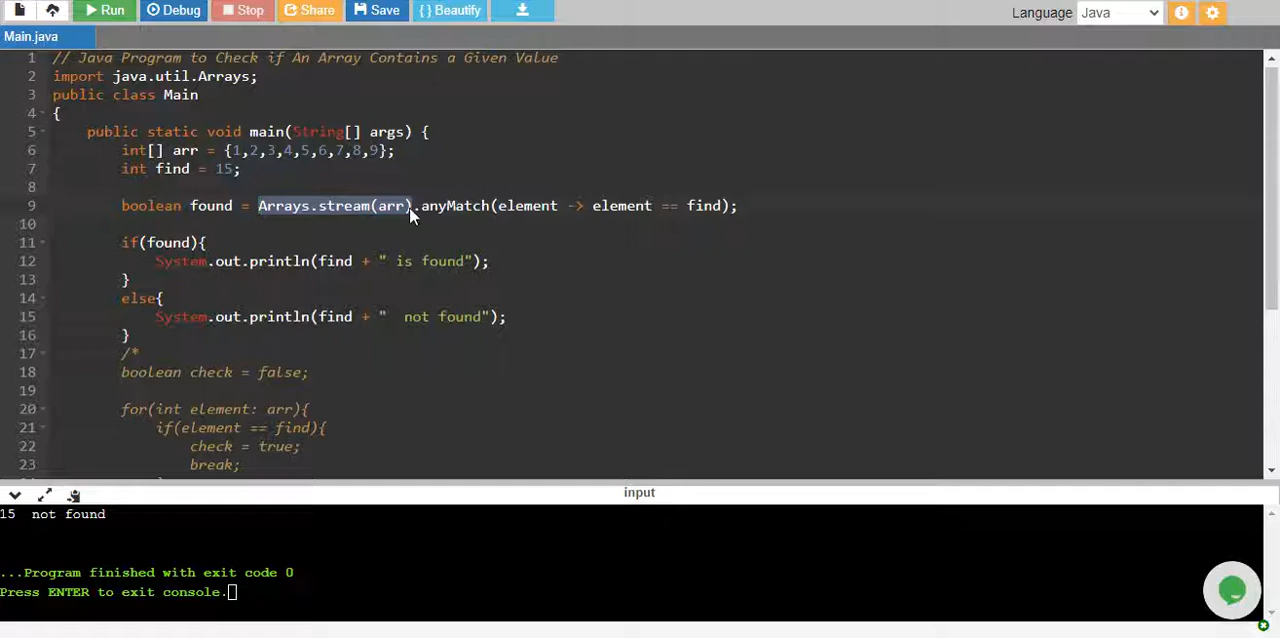 Run Debug Stop Share Save { } Beautify Language Java
Main.java
1 // Java Program to Check if An Array Contains a Given Value
2 import java.util.Arrays;
3 public class Main
4 {
5 public static void main(String[] args) {
6 int[] arr = {1,2,3,4,5,6,7,8,9};
7 int find = 15;
8
9 boolean found = Arrays.stream(arr).anyMatch(element -> element == find);
10
11 if(found){
12 System.out.println(find + " is found");
13 }
14 else{
15 System.out.println(find + "  not found");
16 }
17 /*
18 boolean check = false;
19
20 for(int element: arr){
21 if(element == find){
22 check = true;
23 break;
input
15  not found
...Program finished with exit code 0
Press ENTER to exit console.